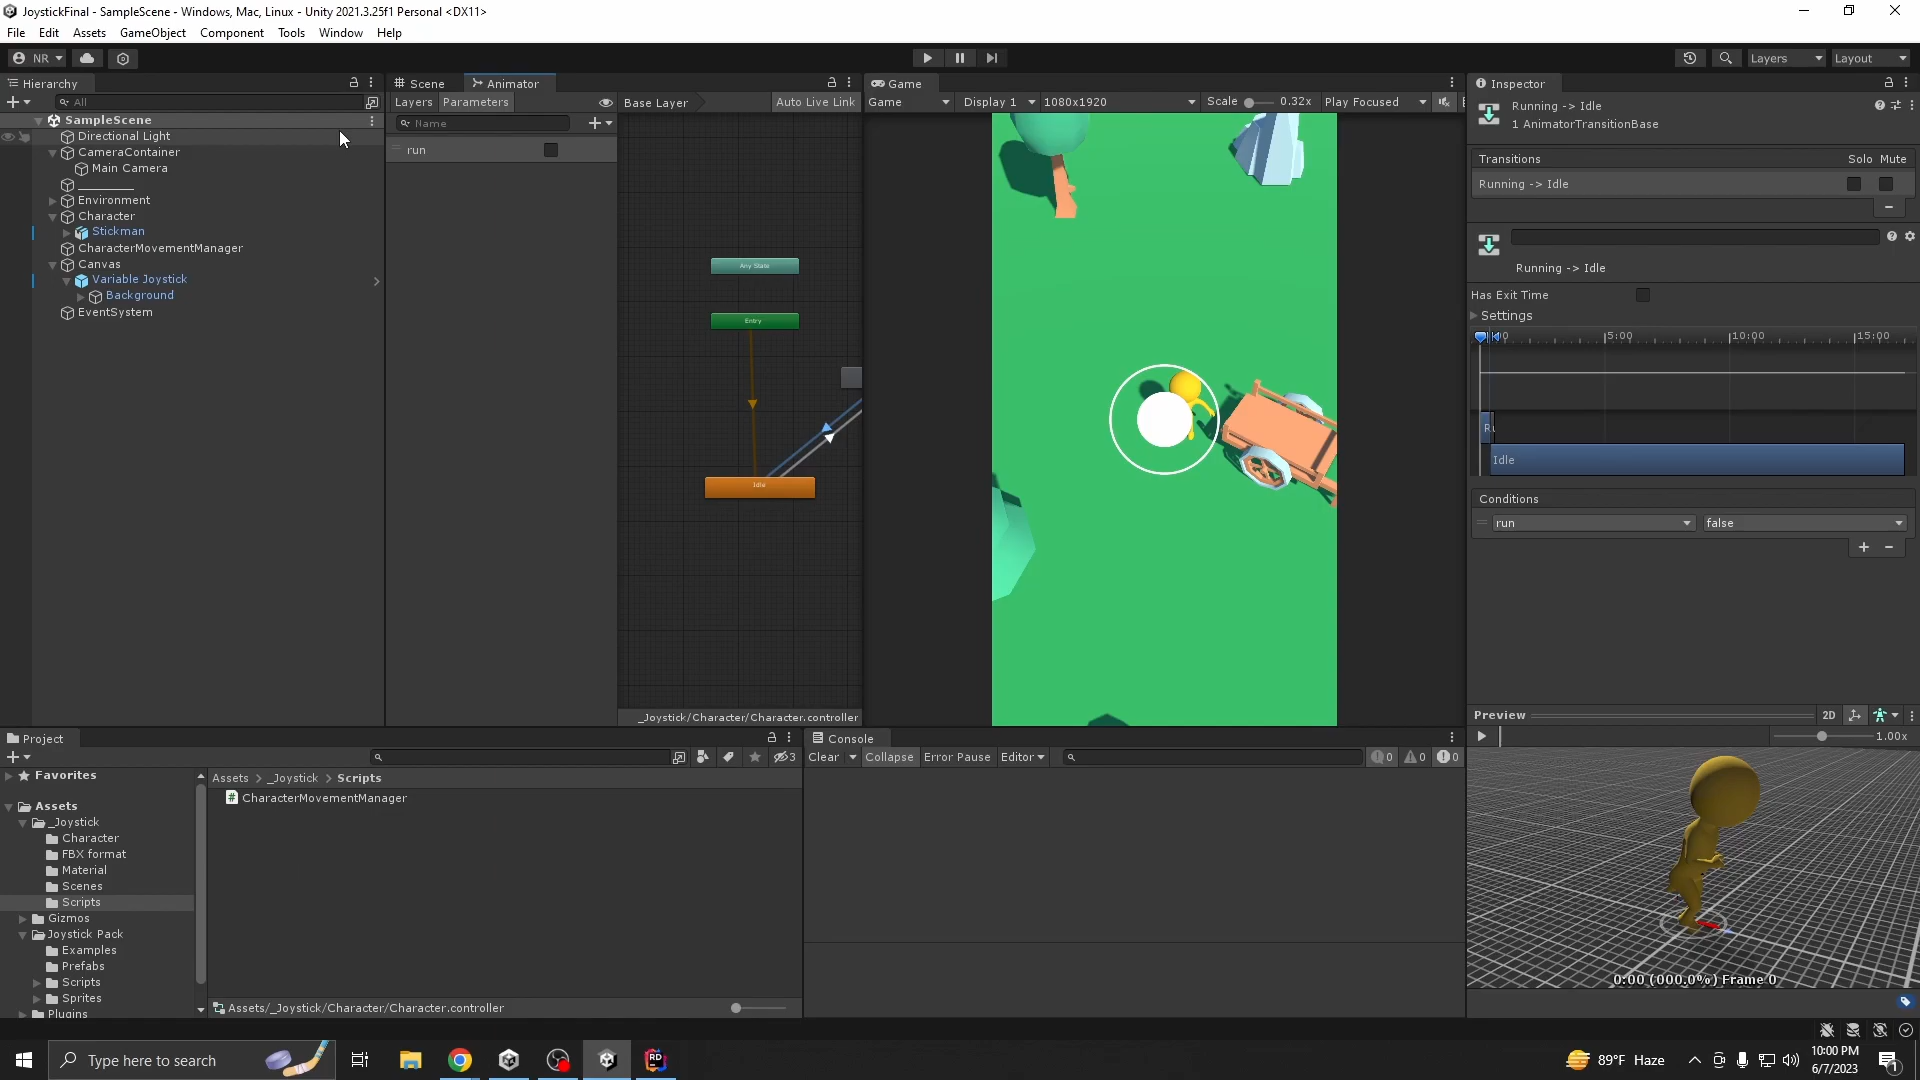 JoystickFinal - SampleScene - Windows, Mac, Linux - Unity 2021.3.25f1 Personal <DX11>
File Edit Assets GameObject Component Tools Window Help
NR Layers Layout
Hierarchy
All
SampleScene
Directional Light
CameraContainer
Main Camera
_________
Environment
Character
Stickman
CharacterMovementManager
Canvas
Variable Joystick
Background
EventSystem
Scene Animator
Layers Parameters Base Layer Auto Live Link
Name
run
Any State
Entry
Idle
_Joystick/Character/Character.controller
Game
Game Display 1 1080x1920 Scale 0.32x Play Focused
Inspector
Running -> Idle
1 AnimatorTransitionBase
Transitions Solo Mute
Running -> Idle
Running -> Idle
Has Exit Time
Settings
5:00 10:00 15:00
Idle
Conditions
run false
Preview 2D
1.00x
0:00 (000.0%) Frame 0
Project
3
Favorites
Assets
_Joystick
Character
FBX format
Material
Scenes
Scripts
Gizmos
Joystick Pack
Examples
Prefabs
Scripts
Sprites
Plugins
Assets > _Joystick > Scripts
CharacterMovementManager
Assets/_Joystick/Character/Character.controller
Console
Clear Collapse Error Pause Editor 0 0 0
Type here to search
RD
89°F Haze
10:00 PM
6/7/2023
1